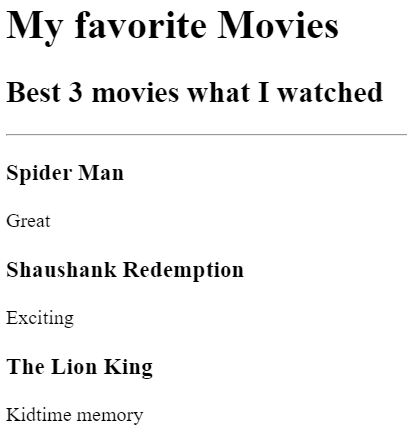 My favorite Movies
Best 3 movies what I watched
Spider Man
Great
Shaushank Redemption
Exciting
The Lion King
Kidtime memory